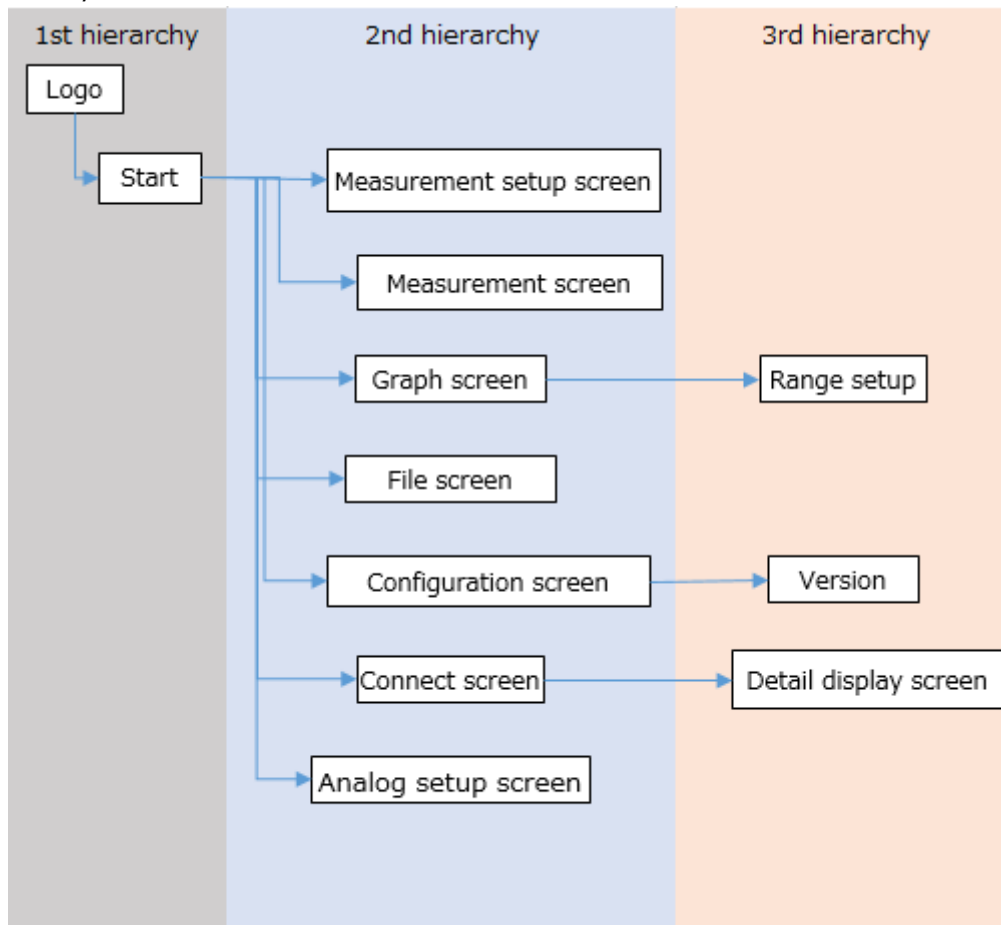 1st hierarchy
2nd hierarchy
3rd hierarchy
Logo
Start
Measurement setup screen
Measurement screen
Graph screen
Range setup
File screen
Configuration screen
Version
Connect screen
Detail display screen
Analog setup screen